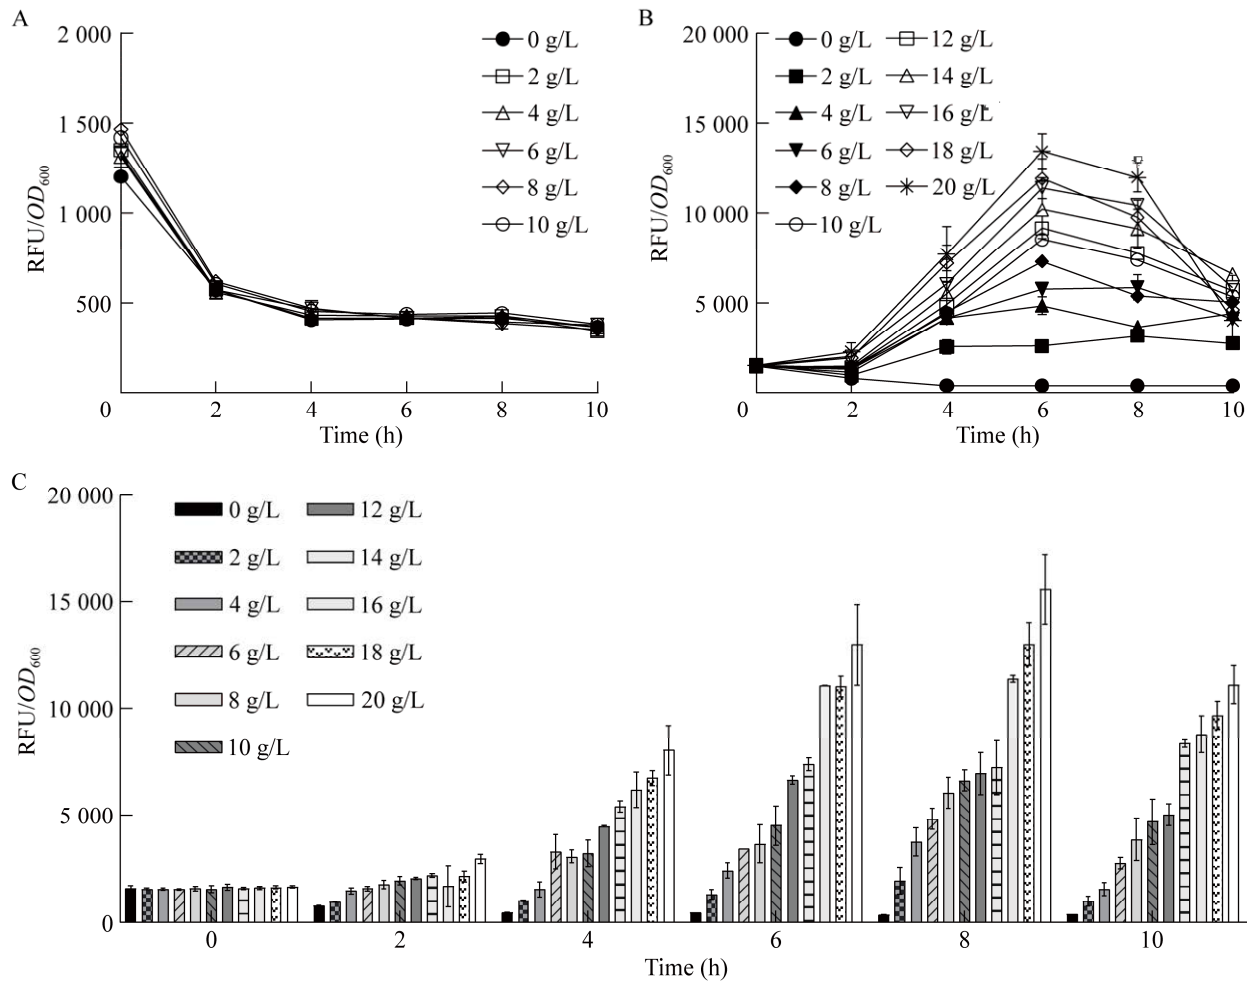 A
2 000
1 500
1 000
500
0
2
4
6
8
10
RFU/OD600
Time (h)
0 g/L
2 g/L
4 g/L
6 g/L
8 g/L
10 g/L
B
20 000
15 000
10 000
5 000
0
2
4
6
8
10
RFU/OD600
Time (h)
0 g/L
2 g/L
4 g/L
6 g/L
8 g/L
10 g/L
12 g/L
14 g/L
16 g/L
18 g/L
20 g/L
C
20 000
15 000
10 000
5 000
0
0
2
4
6
8
10
RFU/OD600
Time (h)
0 g/L
2 g/L
4 g/L
6 g/L
8 g/L
10 g/L
12 g/L
14 g/L
16 g/L
18 g/L
20 g/L